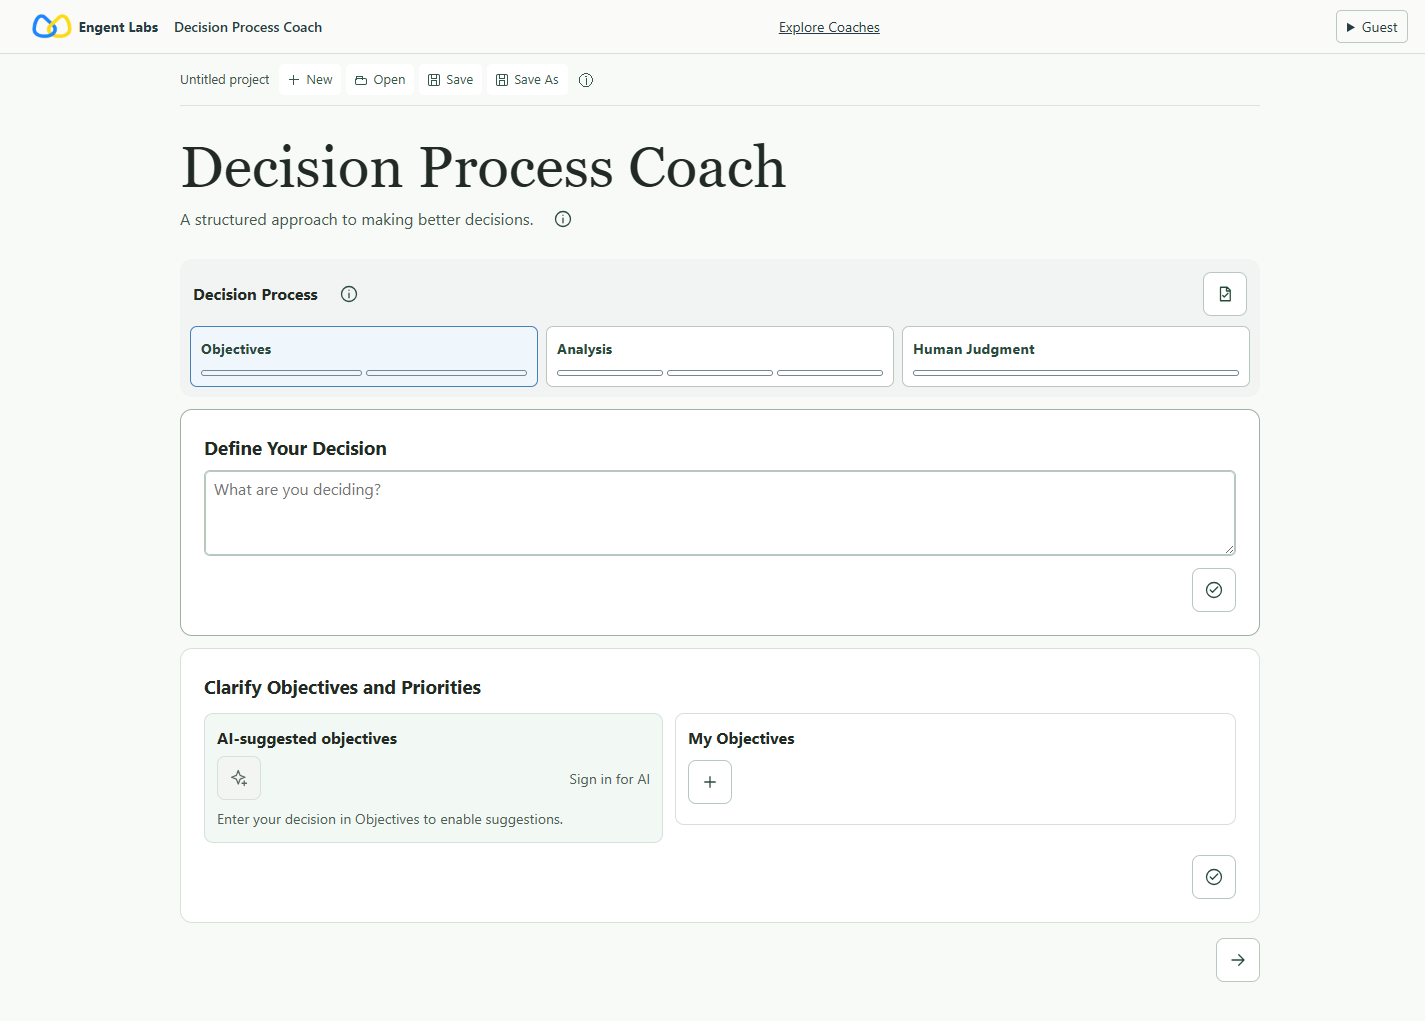 Engent Labs
Decision Process Coach
Explore Coaches
Guest
Untitled project
New
Open
Save
Save As
Decision Process Coach
A structured approach to making better decisions.
Decision Process
Objectives
Analysis
Human Judgment
Define Your Decision
What are you deciding?
Clarify Objectives and Priorities
AI-suggested objectives
Sign in for AI
Enter your decision in Objectives to enable suggestions.
My Objectives